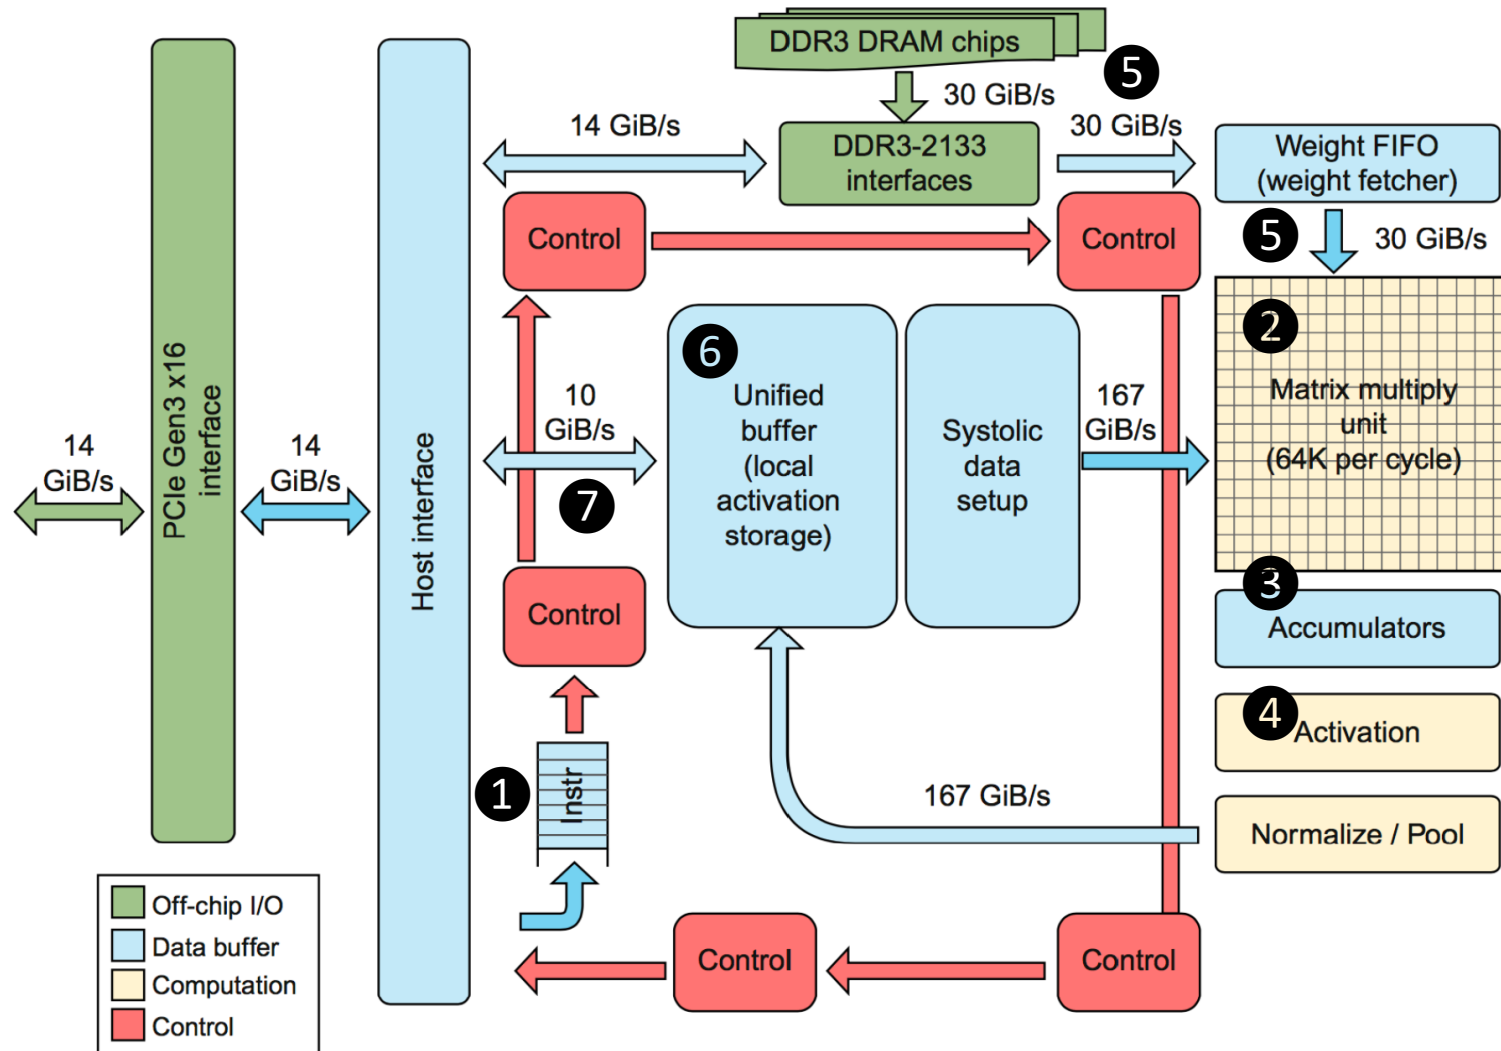 DDR3 DRAM chips
5
30 GiB/s
14 GiB/s
30 GiB/s
DDR3-2133
interfaces
Weight FIFO
(weight fetcher)
Control
Control
5
30 GiB/s
2
Matrix multiply
unit
(64K per cycle)
6
Unified
buffer
(local
activation
storage)
Systolic
data
setup
167
GiB/s
10
GiB/s
7
PCIe Gen3 x16
interface
Host interface
14
GiB/s
14
GiB/s
Control
3
Accumulators
4
Activation
1
Instr
167 GiB/s
Normalize / Pool
Control
Control
Off-chip I/O
Data buffer
Computation
Control